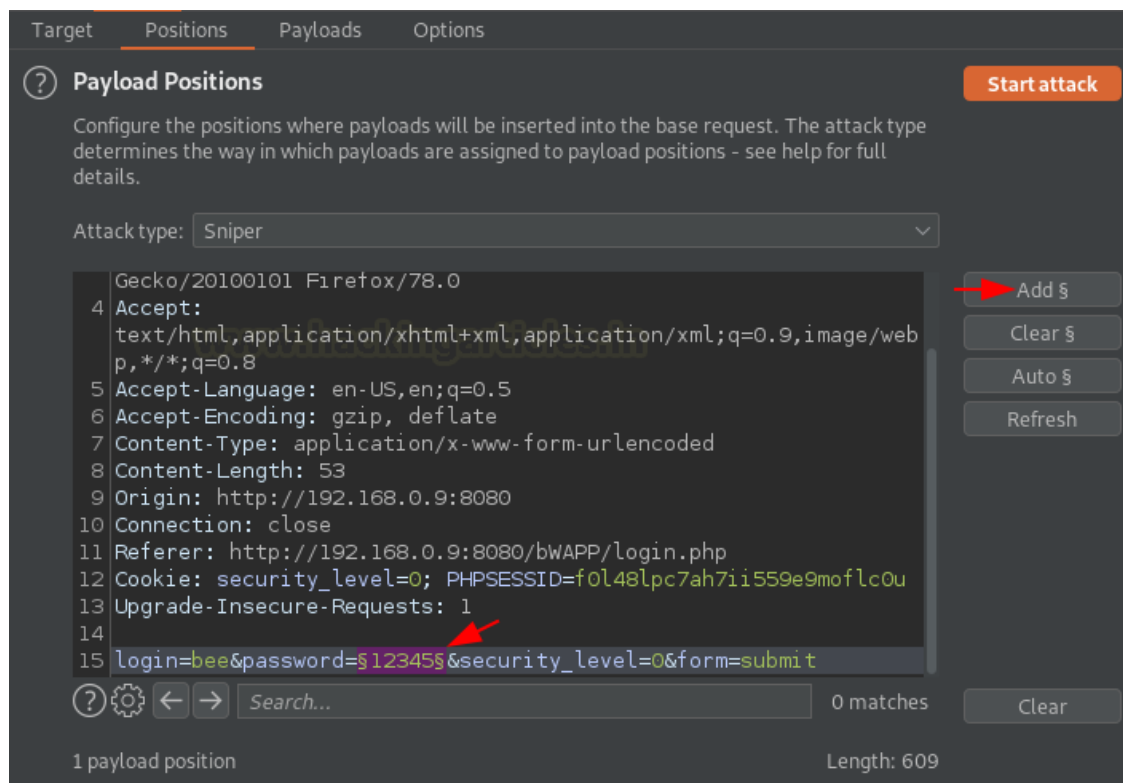 Target Positions Payloads Options
? Payload Positions
Start attack
Configure the positions where payloads will be inserted into the base request. The attack type
determines the way in which payloads are assigned to payload positions - see help for full
details.
Attack type: Sniper
Gecko/20100101 Firefox/78.0
4 Accept:
text/html,application/xhtml+xml,application/xml;q=0.9,image/web
p,*/*;q=0.8
5 Accept-Language: en-US,en;q=0.5
6 Accept-Encoding: gzip, deflate
7 Content-Type: application/x-www-form-urlencoded
8 Content-Length: 53
9 Origin: http://192.168.0.9:8080
10 Connection: close
11 Referer: http://192.168.0.9:8080/bWAPP/login.php
12 Cookie: security_level=0; PHPSESSID=f0l48lpc7ah7ii559e9moflc0u
13 Upgrade-Insecure-Requests: 1
14
15 login=bee&password=§12345§&security_level=0&form=submit
Add §
Clear §
Auto §
Refresh
? Search... 0 matches
Clear
1 payload position
Length: 609